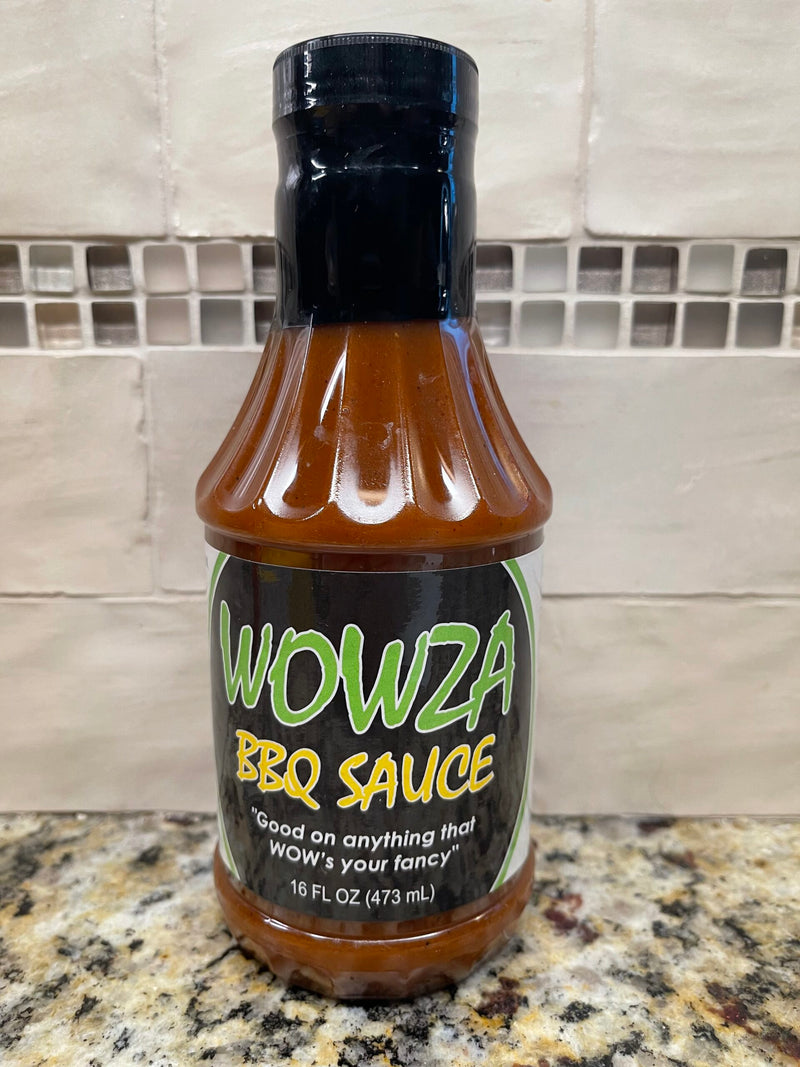 WOWZA
BBQ SAUCE
"Good on anything that
WOW's your fancy"
16 FL OZ (473 mL)